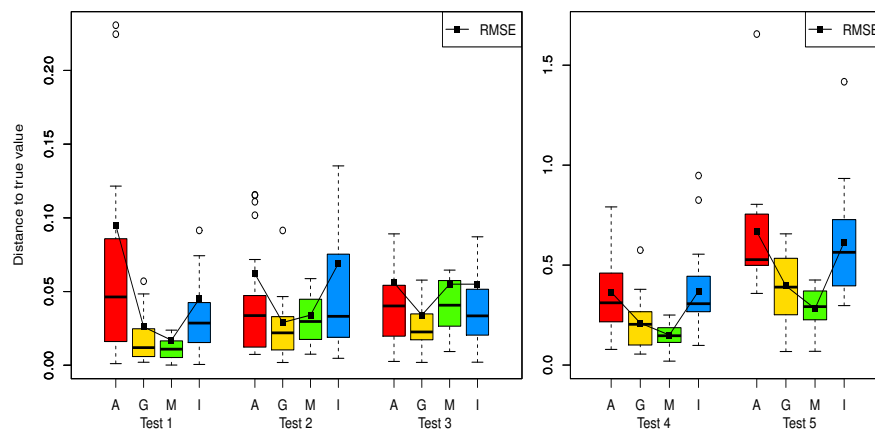 RMSE
Distance to true value
0.20
0.15
0.10
0.05
0.00
A G M I A G M I A G M I
Test 1 Test 2 Test 3
RMSE
1.5
1.0
0.5
0.0
A G M I A G M I
Test 4 Test 5